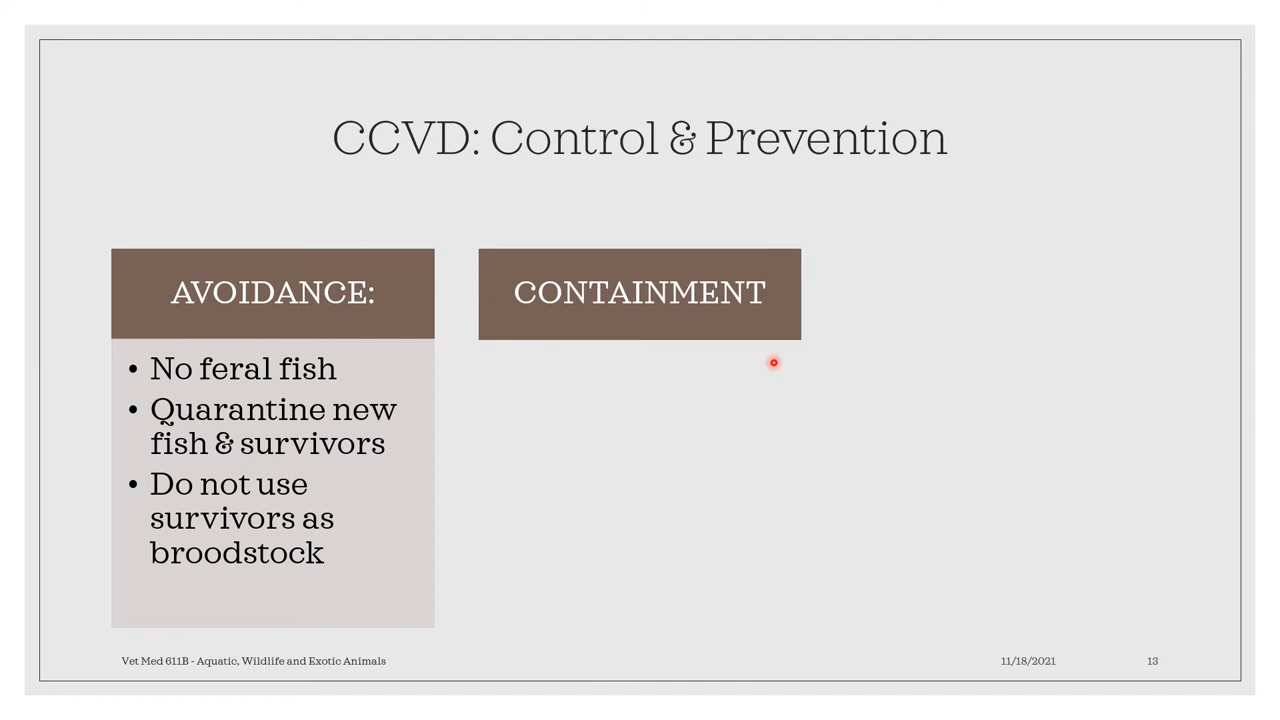 CCVD: Control & Prevention
AVOIDANCE:
• No feral fish
• Quarantine new
fish & survivors
• Do not use
survivors as
broodstock
CONTAINMENT
Vet Med 611B - Aquatic, Wildlife and Exotic Animals
11/18/2021
13